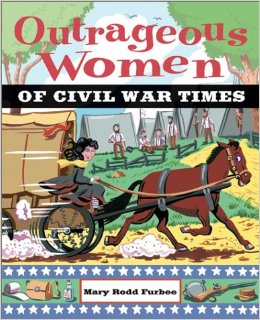 Outrageous
Women
OF CIVIL WAR TIMES
Mary Rodd Furbee